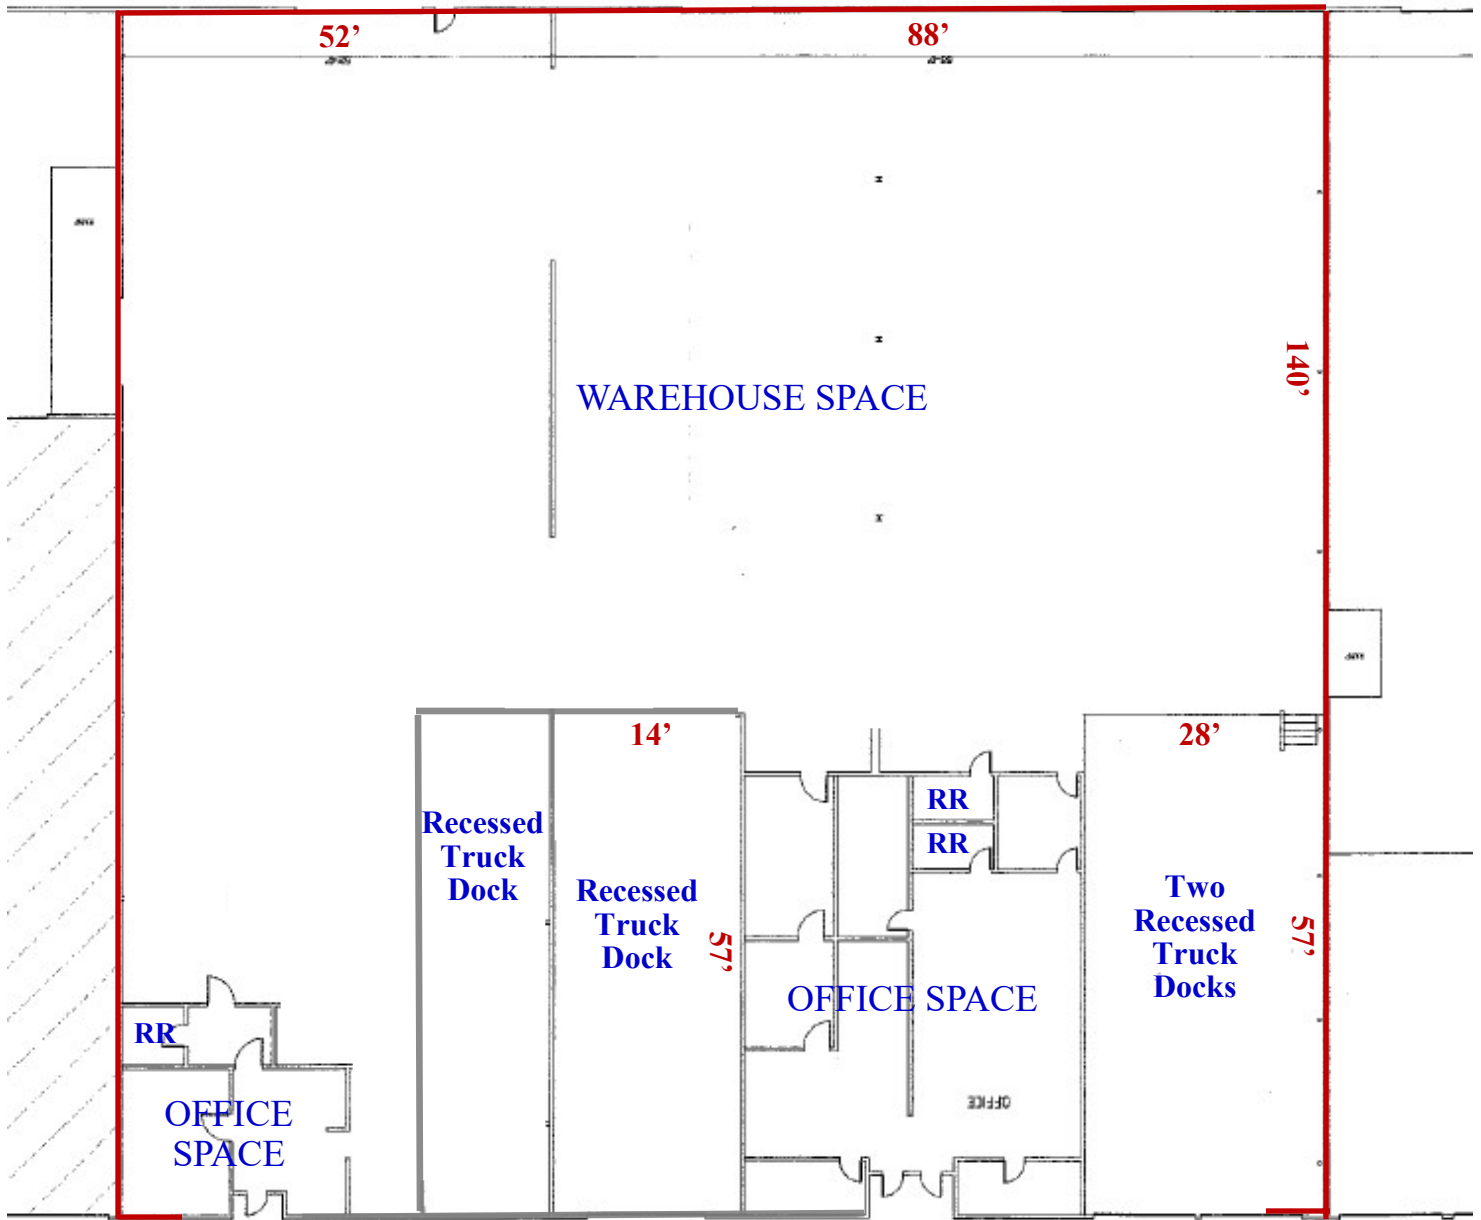 52’
88’
WAREHOUSE SPACE
140’
14’
28’
RR
RR
Recessed
Truck
Dock
Recessed
Truck
Dock
57’
Two
Recessed
Truck
Docks
57’
OFFICE SPACE
RR
OFFICE
SPACE
OFFICE